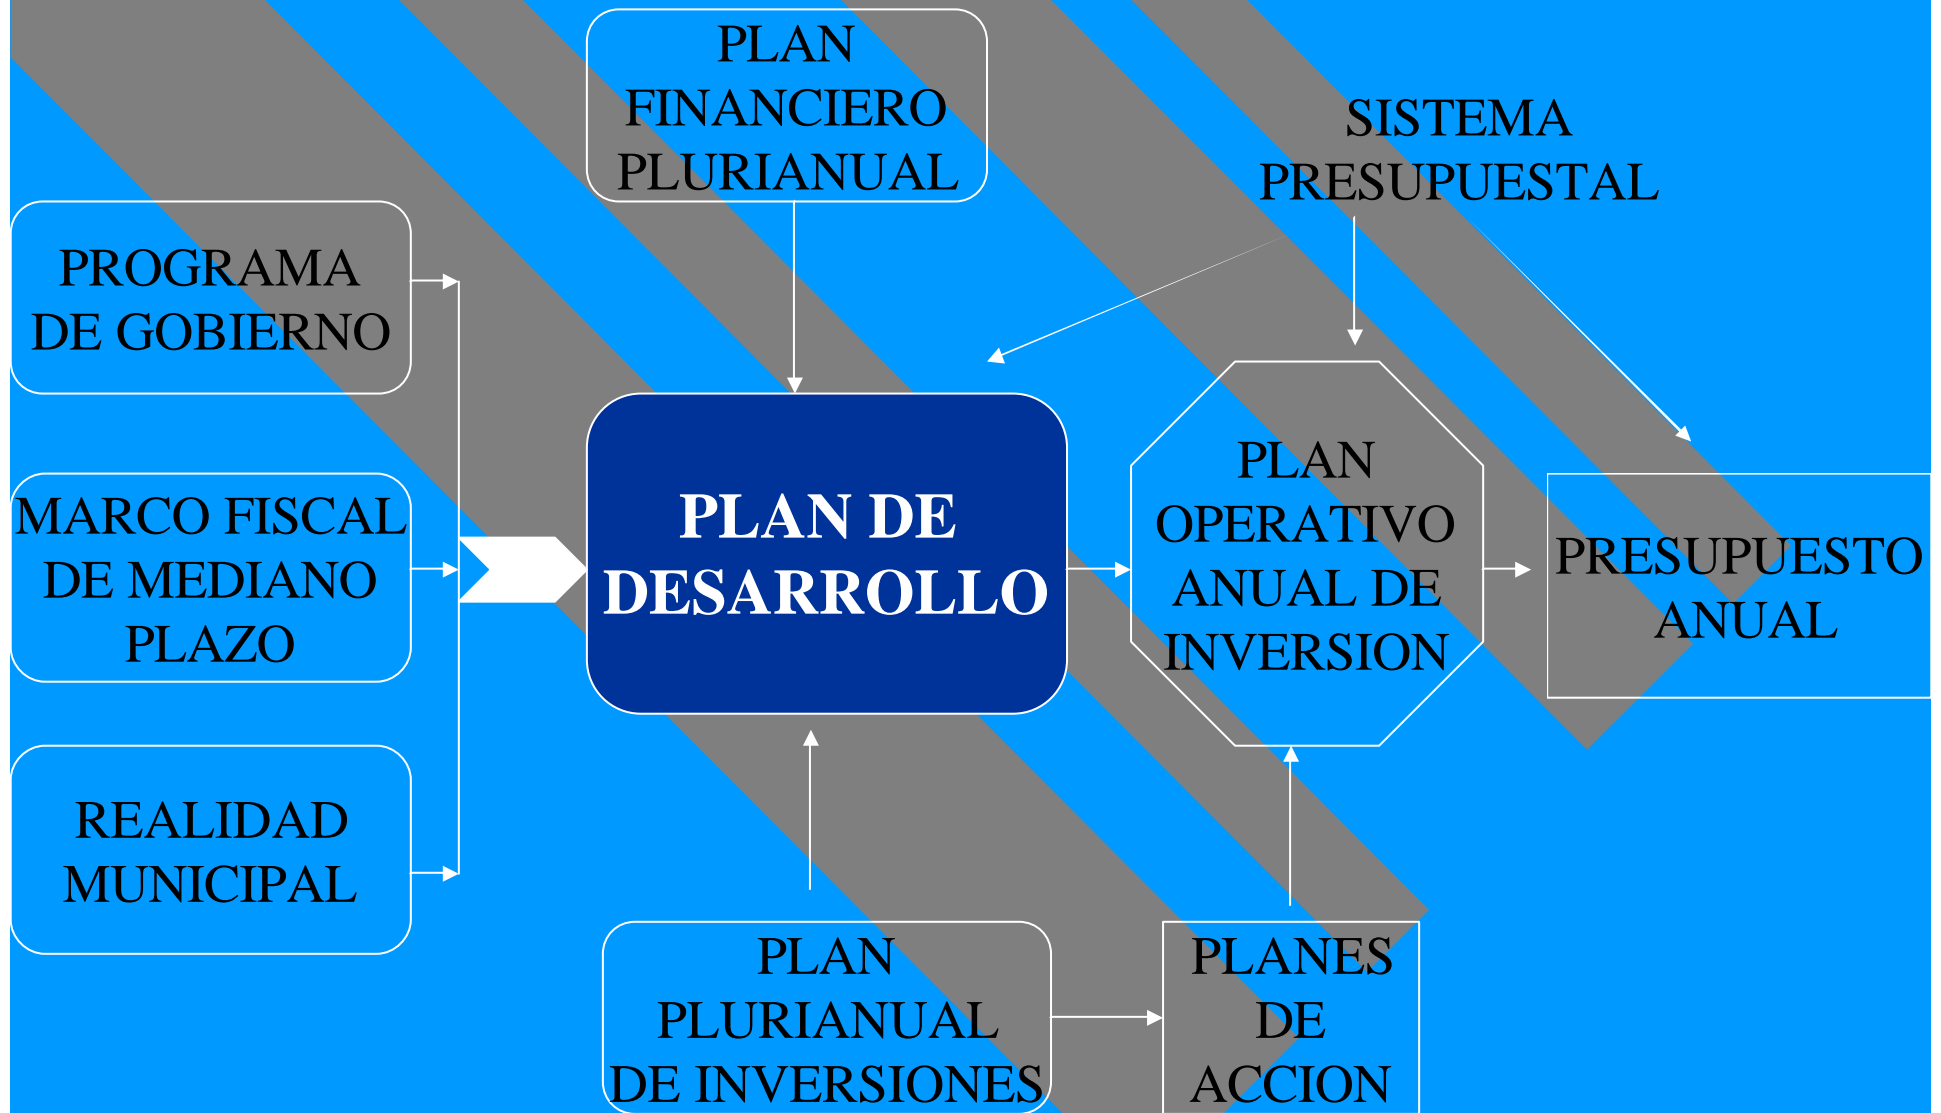 PLAN
FINANCIERO
PLURIANUAL
SISTEMA
PRESUPUESTAL
PROGRAMA
DE GOBIERNO
MARCO FISCAL
DE MEDIANO
PLAZO
REALIDAD
MUNICIPAL
PLAN DE
DESARROLLO
PLAN
OPERATIVO
ANUAL DE
INVERSION
PRESUPUESTO
ANUAL
PLAN
PLURIANUAL
DE INVERSIONES
PLANES
DE
ACCION